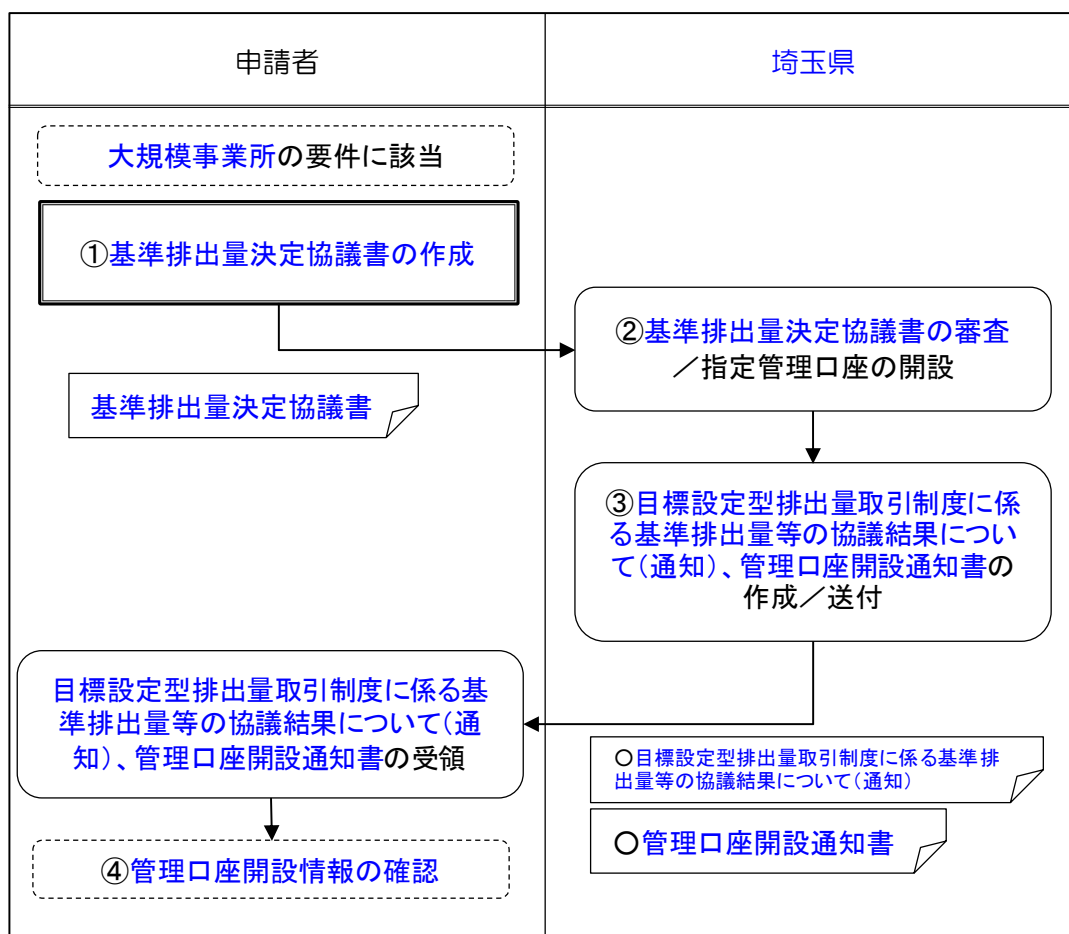 申請者
埼玉県
大規模事業所の要件に該当
①基準排出量決定協議書の作成
②基準排出量決定協議書の審査
／指定管理口座の開設
基準排出量決定協議書
③目標設定型排出量取引制度に係
る基準排出量等の協議結果につい
て（通知）、管理口座開設通知書の
作成／送付
目標設定型排出量取引制度に係る基
準排出量等の協議結果について（通
知）、管理口座開設通知書の受領
○目標設定型排出量取引制度に係る基準排
出量等の協議結果について（通知）
○管理口座開設通知書
④管理口座開設情報の確認